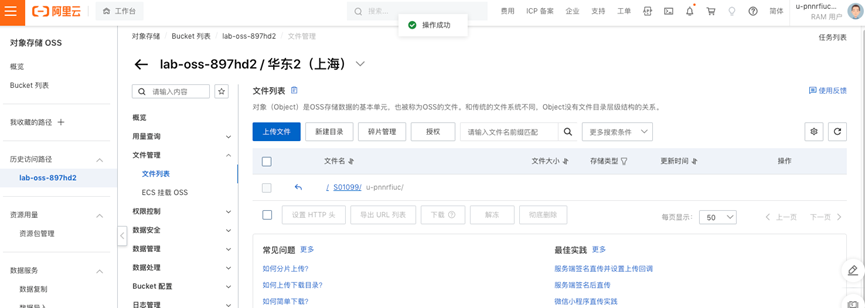 阿里云 工作台 搜索... 费用 ICP 备案 企业 支持 工单 简体 u-pnrrfiuc...
RAM 用户
操作成功
对象存储 OSS
概览
Bucket 列表
我收藏的路径
历史访问路径
lab-oss-897hd2
资源用量
资源包管理
数据服务
数据复制
对象存储 / Bucket 列表 / lab-oss-897hd2 / 文件管理 任务列表
lab-oss-897hd2 / 华东2（上海）
请输入内容
概览
用量查询
文件管理
文件列表
ECS 挂载 OSS
权限控制
数据安全
数据管理
数据处理
Bucket 配置
日志管理
文件列表 使用反馈
对象（Object）是OSS存储数据的基本单元，也被称为OSS的文件。和传统的文件系统不同，Object没有文件目录层级结构的关系。
上传文件 新建目录 碎片管理 授权 请输入文件名前缀匹配 更多搜索条件
文件名 文件大小 存储类型 更新时间 操作
/ S01099/ u-pnnrfiuc/
设置 HTTP 头 导出 URL 列表 下载 解冻 彻底删除 每页显示： 50 上一页 下一页
常见问题 更多 最佳实践 更多
如何分片上传? 服务端签名直传并设置上传回调
如何上传下载目录? 服务端签名后直传
如何简单下载? 微信小程序直传实践